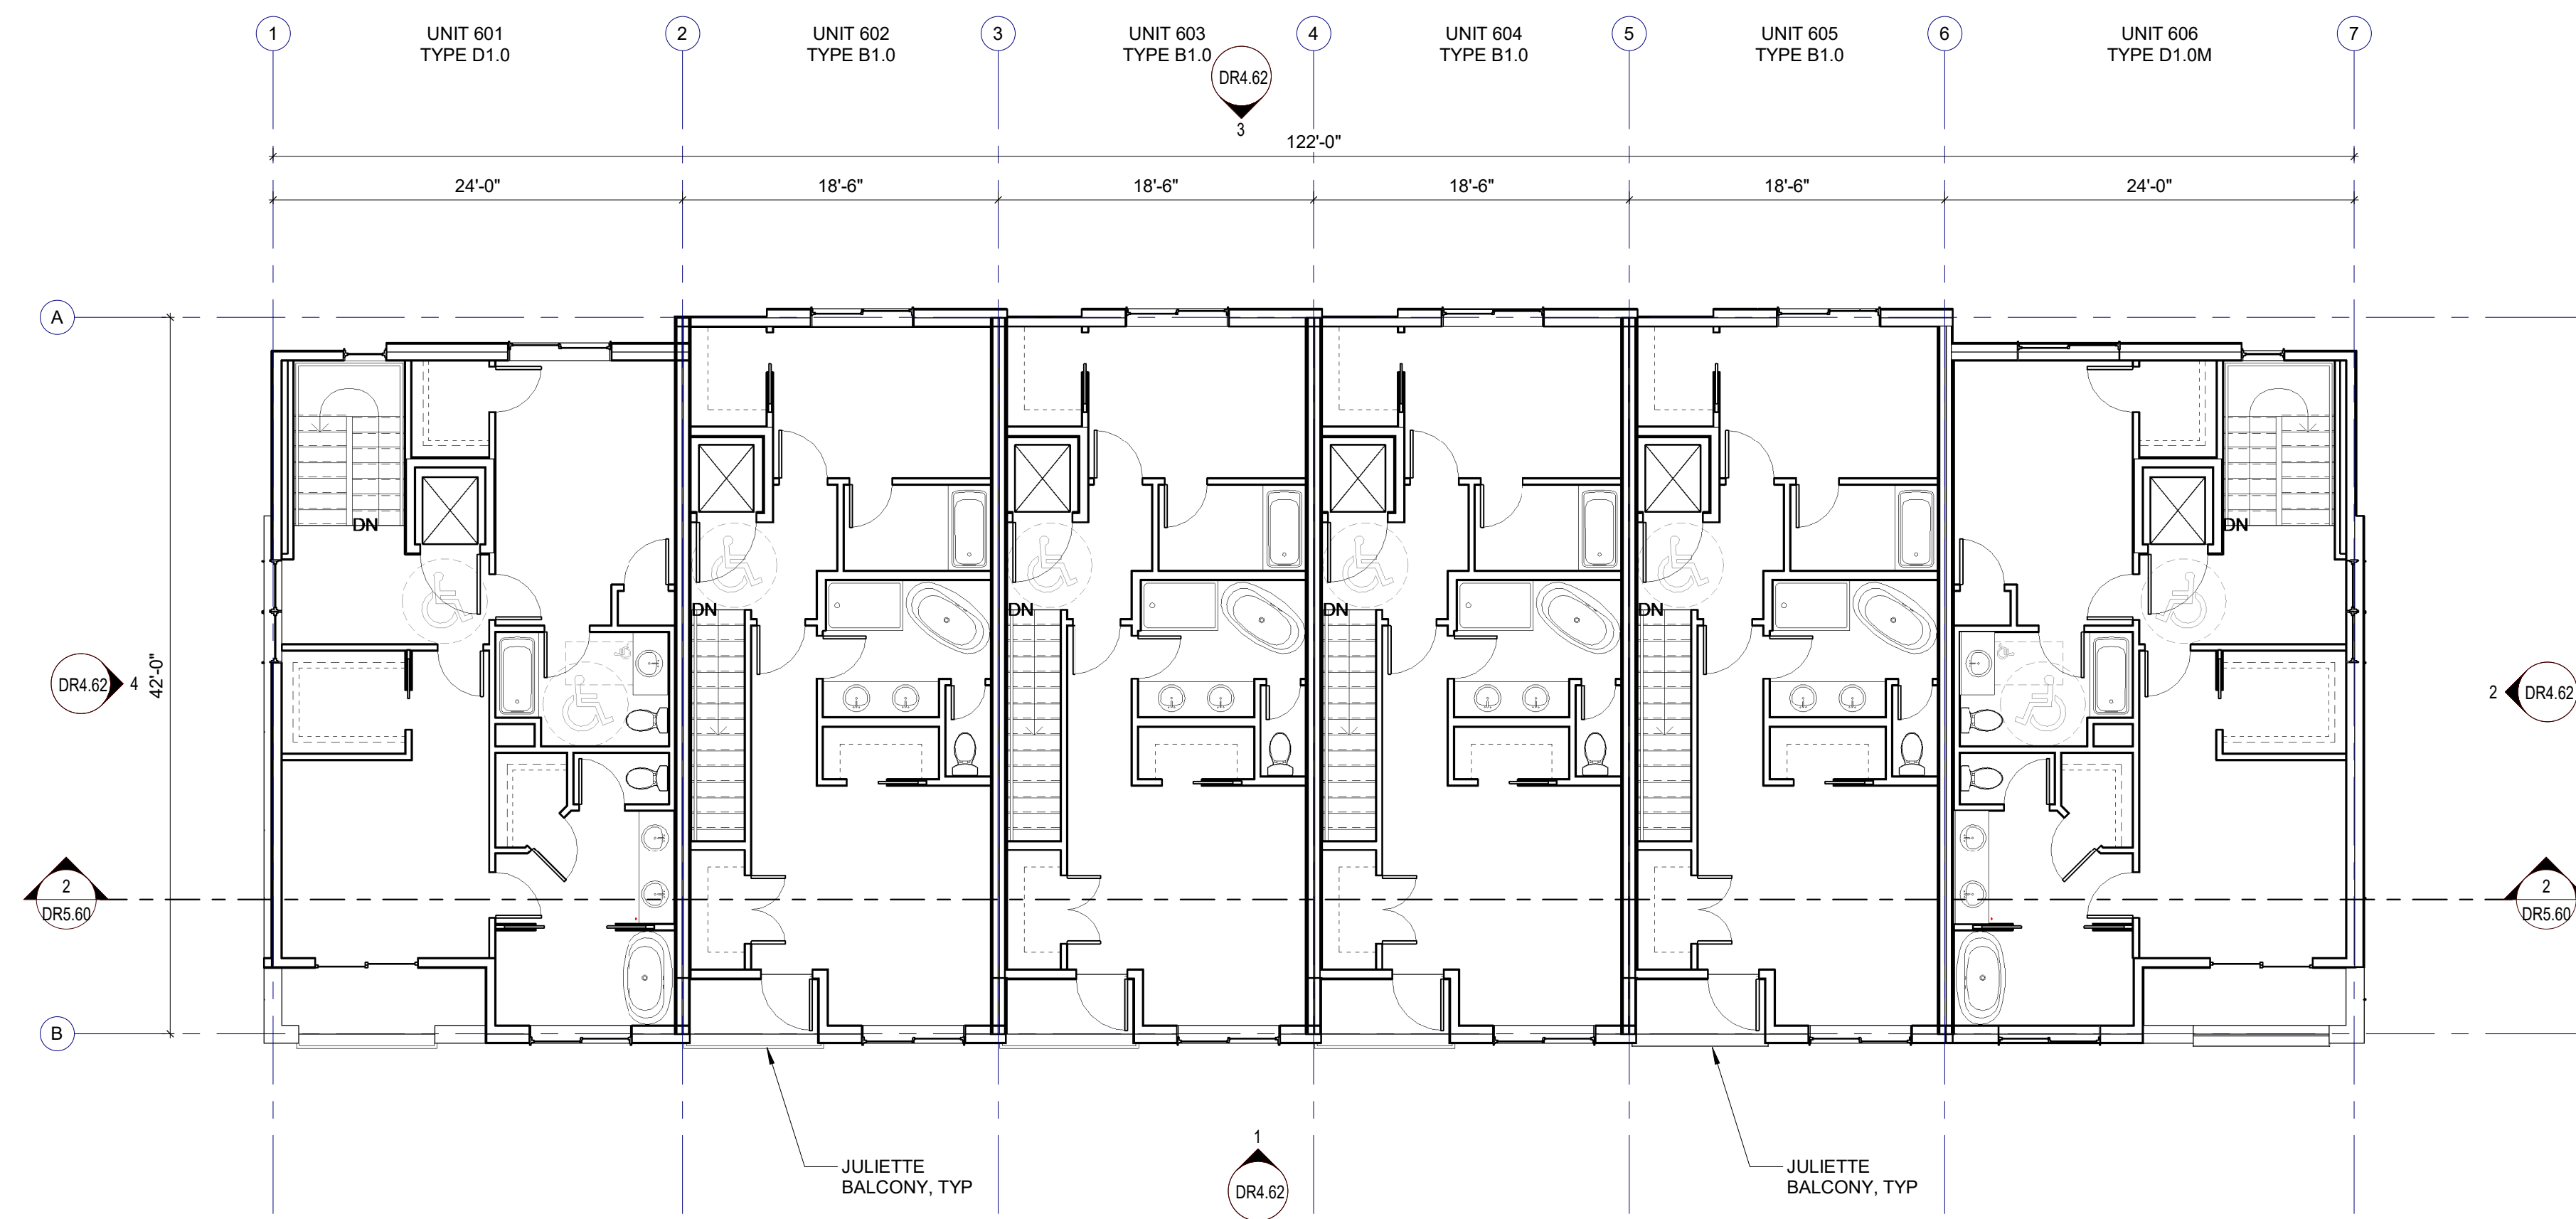 1
UNIT 601
TYPE D1.0
2
UNIT 602
TYPE B1.0
3
UNIT 603
TYPE B1.0
4
UNIT 604
TYPE B1.0
5
UNIT 605
TYPE B1.0
6
UNIT 606
TYPE D1.0M
7
DR4.62
3
122'-0"
24'-0"
18'-6"
18'-6"
18'-6"
18'-6"
24'-0"
A
DN
DN
DN
DN
DN
DN
DR4.62
4
42'-0"
2
DR4.62
2
DR5.60
2
DR5.60
B
1
DR4.62
JULIETTE
BALCONY, TYP
JULIETTE
BALCONY, TYP